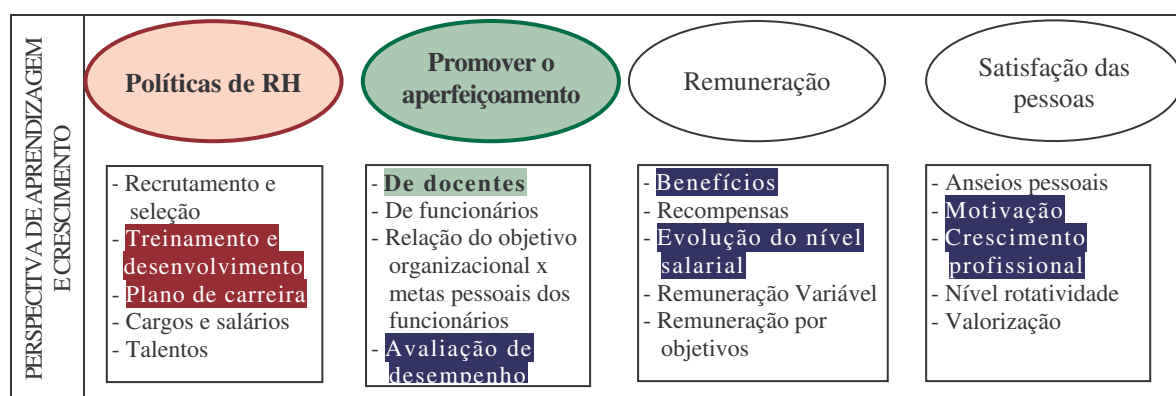 PERSPECITVA DE APRENDIZAGEM
E CRESCIMENTO
Políticas de RH
- Recrutamento e
seleção
- Treinamento e
desenvolvimento
- Plano de carreira
- Cargos e salários
- Talentos
Promover o
aperfeiçoamento
- De docentes
- De funcionários
- Relação do objetivo
organizacional x
metas pessoais dos
funcionários
- Avaliação de
desempenho
Remuneração
- Benefícios
- Recompensas
- Evolução do nível
salarial
- Remuneração Variável
- Remuneração por
objetivos
Satisfação das
pessoas
- Anseios pessoais
- Motivação
- Crescimento
profissional
- Nível rotatividade
- Valorização